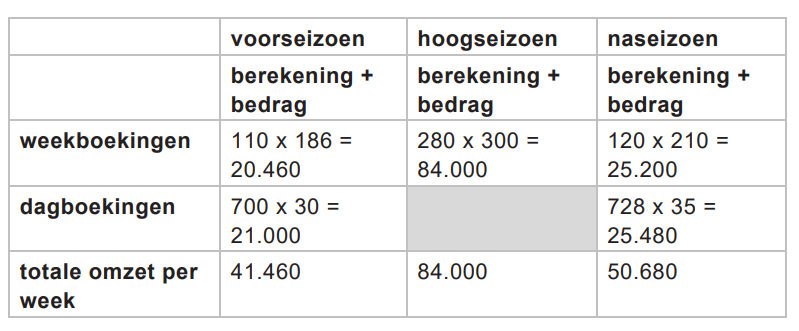 voorseizoen hoogseizoen naseizoen
berekening + berekening + berekening +
bedrag bedrag bedrag
weekboekingen 110 x 186 = 280 x 300 = 120 x 210 =
20.460 84.000 25.200
dagboekingen 700 x 30 = 728 x 35 =
21.000 25.480
totale omzet per 41.460 84.000 50.680
week